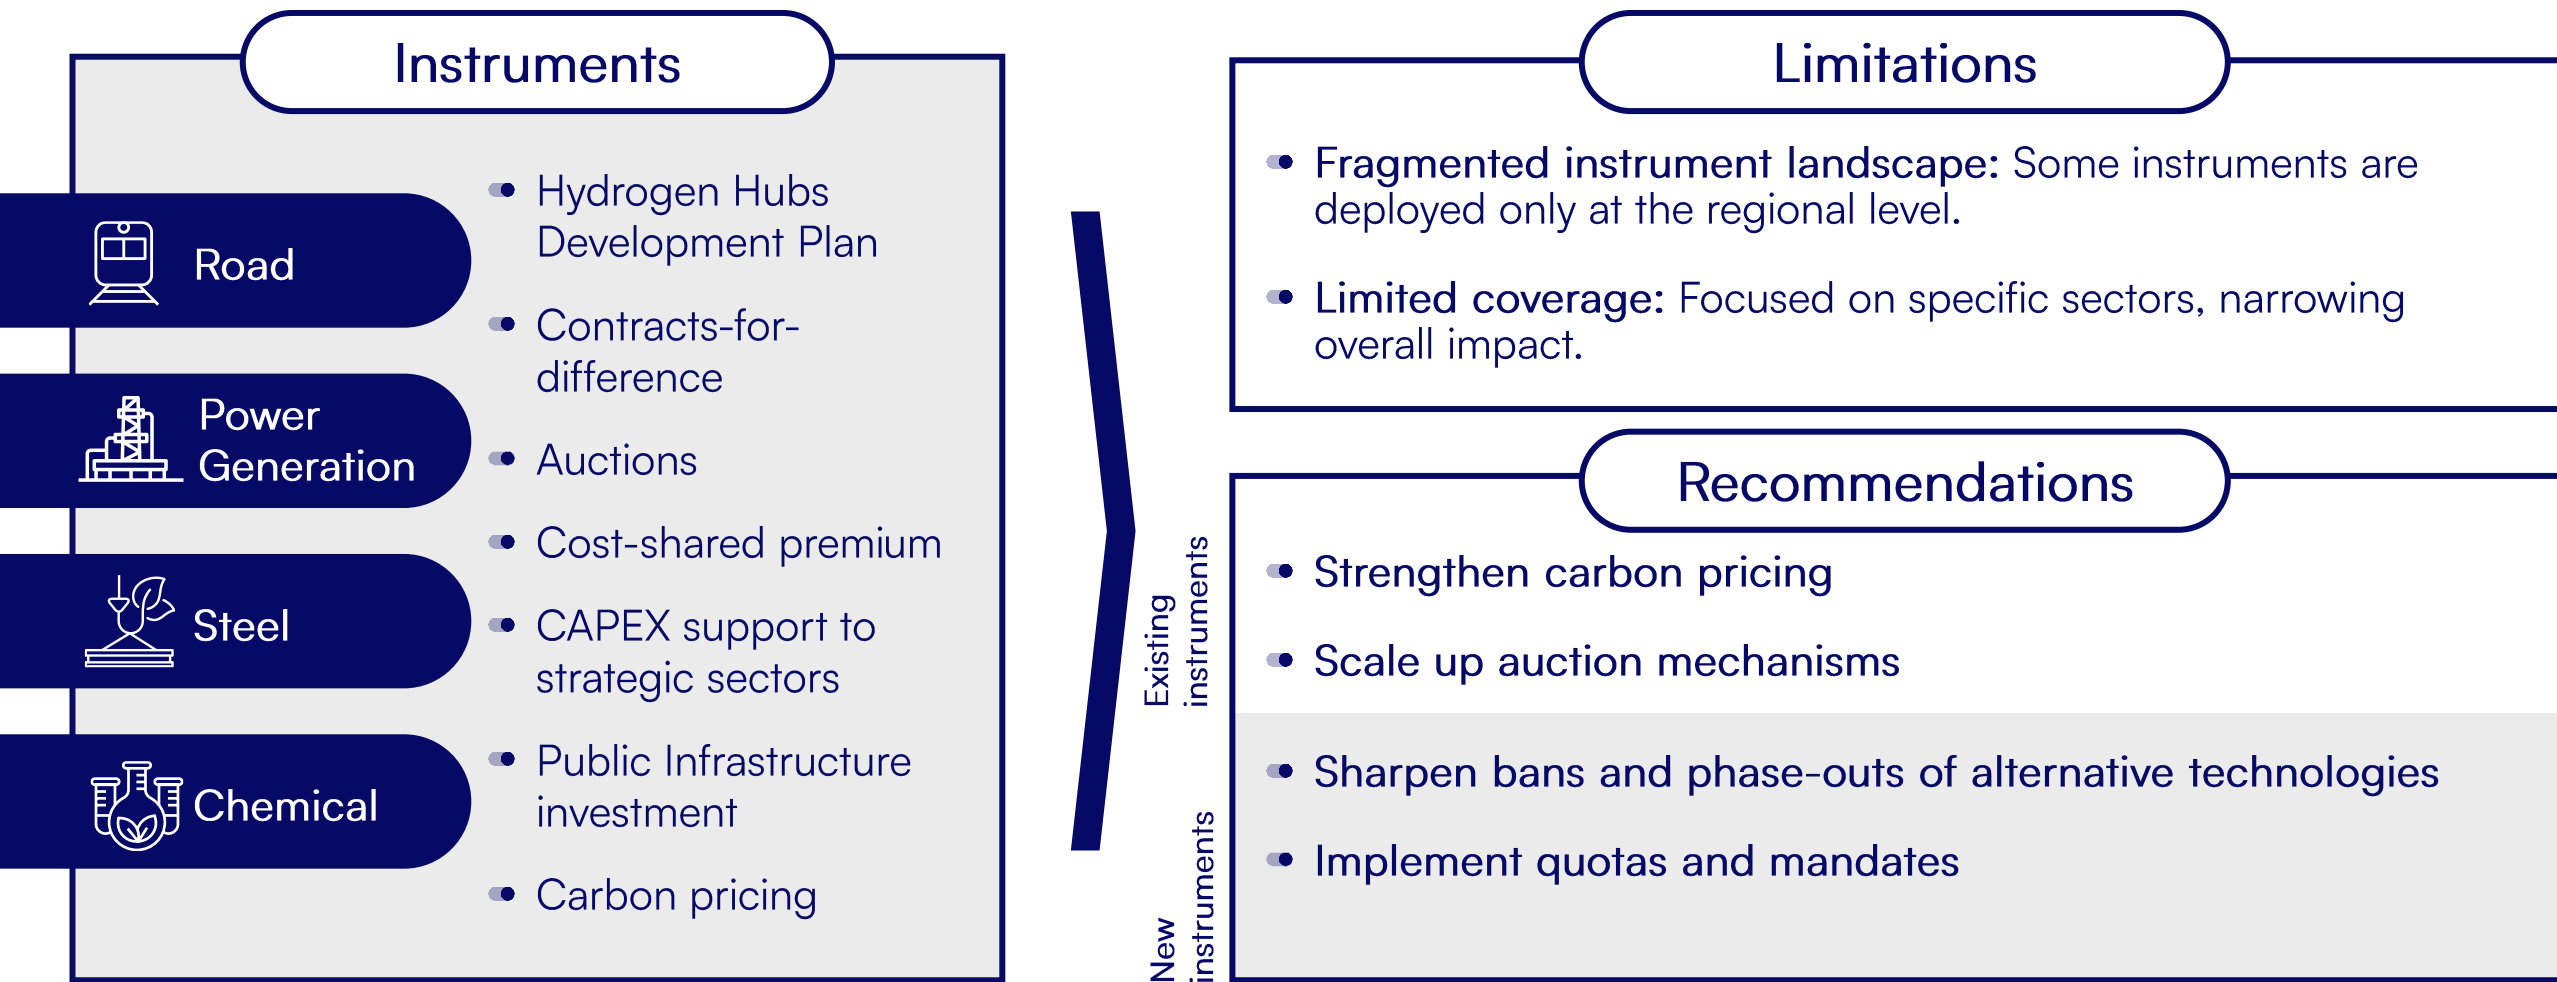 Instruments
Road
Power
Generation
Steel
Chemical
Hydrogen Hubs
Development Plan
Contracts-for-
difference
Auctions
Cost-shared premium
CAPEX support to
strategic sectors
Public Infrastructure
investment
Carbon pricing
Limitations
Fragmented instrument landscape: Some instruments are
deployed only at the regional level.
Limited coverage: Focused on specific sectors, narrowing
overall impact.
Recommendations
Existing
instruments
Strengthen carbon pricing
Scale up auction mechanisms
New
instruments
Sharpen bans and phase-outs of alternative technologies
Implement quotas and mandates